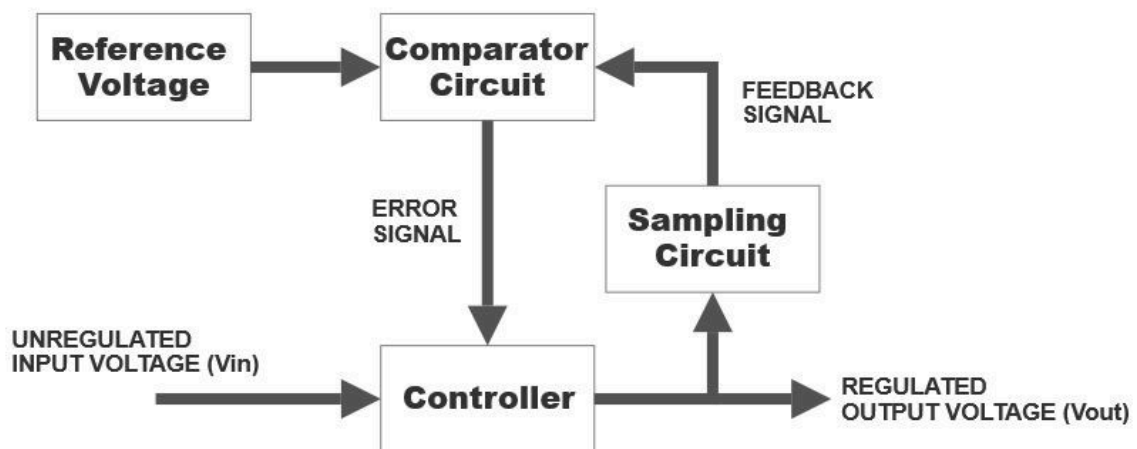 Reference
Voltage
Comparator
Circuit
FEEDBACK
SIGNAL
ERROR
SIGNAL
Sampling
Circuit
UNREGULATED
INPUT VOLTAGE (Vin)
Controller
REGULATED
OUTPUT VOLTAGE (Vout)